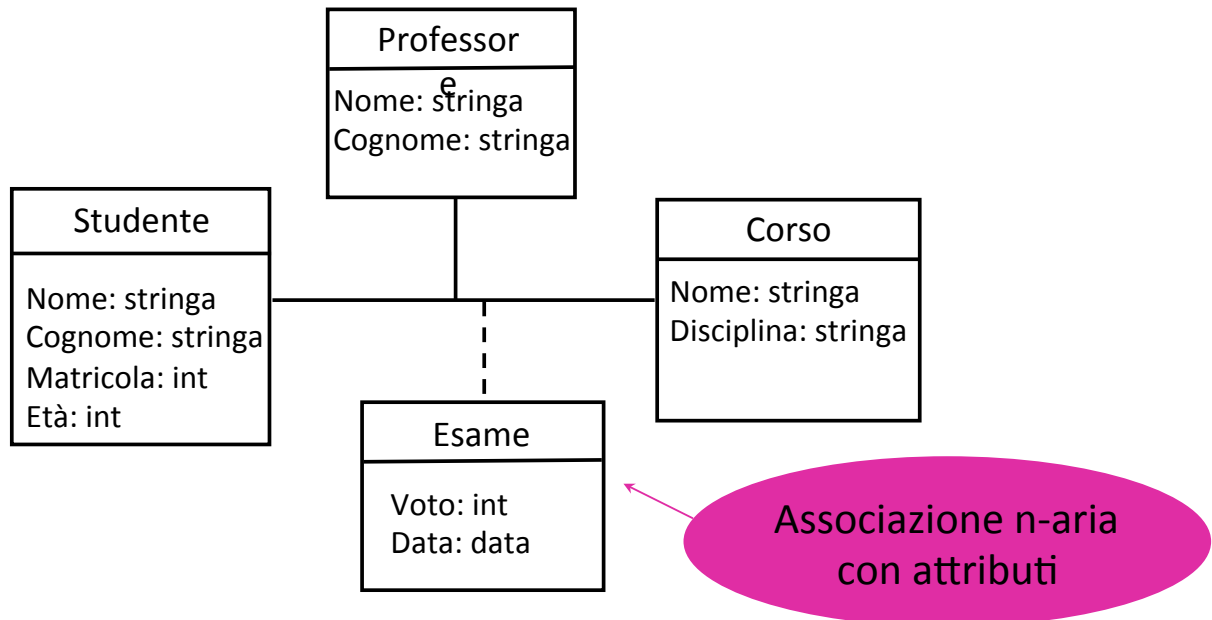 Professor
e
Nome: stringa
Cognome: stringa
Studente
Nome: stringa
Cognome: stringa
Matricola: int
Età: int
Corso
Nome: stringa
Disciplina: stringa
Esame
Voto: int
Data: data
Associazione n-aria
con attributi